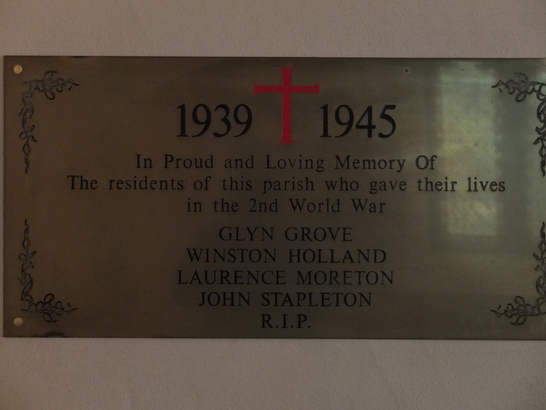 1939 1945
In Proud and Loving Memory Of
The residents of this parish who gave their lives
in the 2nd World War
GLYN GROVE
WINSTON HOLLAND
LAURENCE MORETON
JOHN STAPLETON
R.I.P.